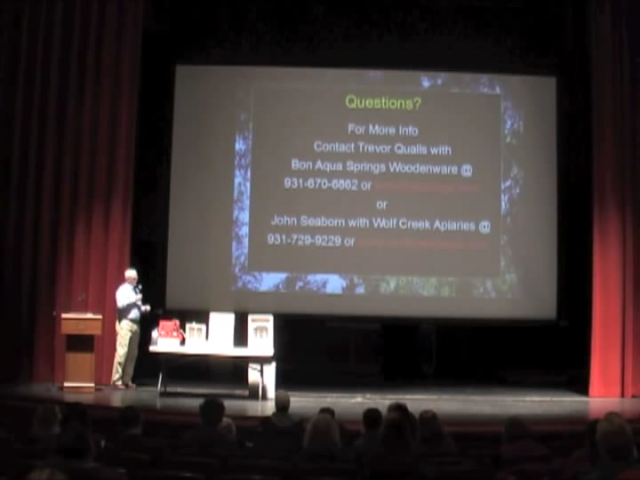 Questions?
For More Info
Contact Trevor Qualls with
Bon Aqua Springs Woodenware @
931-670-6862 or
or
John Seaborn with Wolf Creek Apiaries @
931-729-9229 or